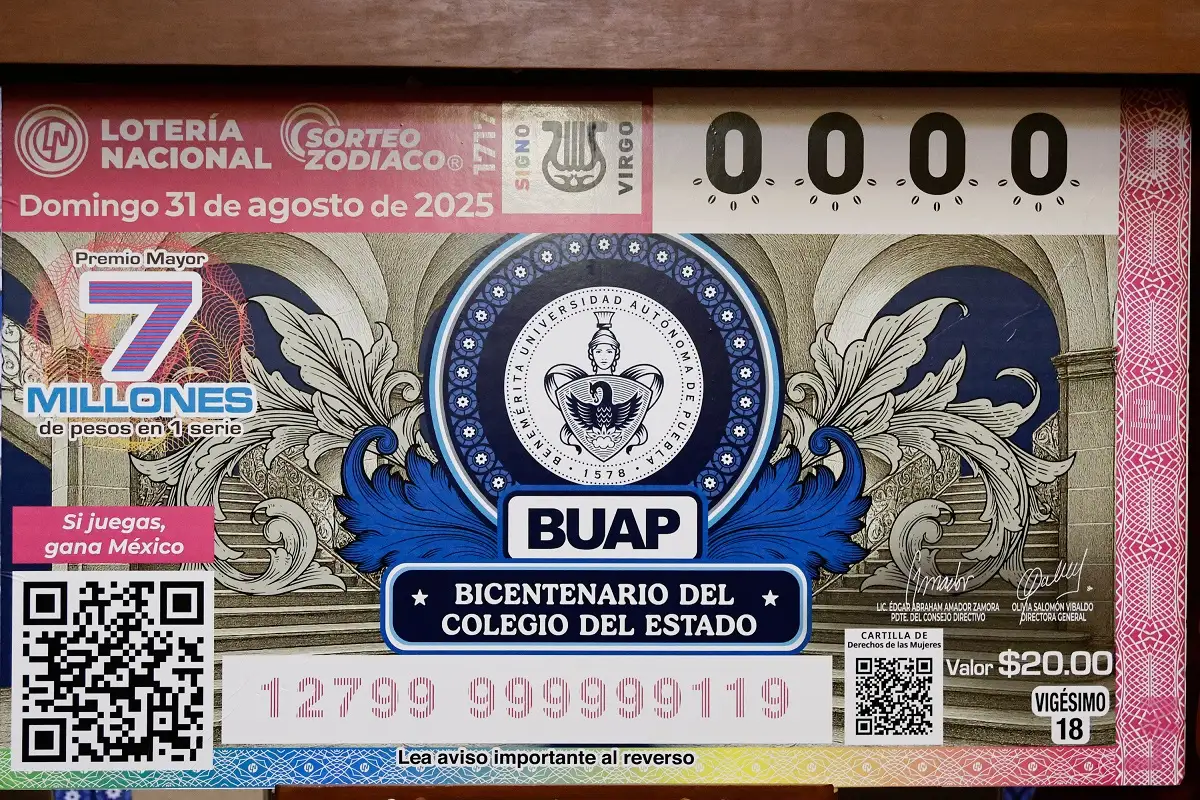 LOTERÍA
NACIONAL
SORTEO
ZODIACO®
1717
Domingo 31 de agosto de 2025
SIGNO
VIRGO
0 0 0 0
Premio Mayor
7
MILLONES
de pesos en 1 serie
BENEMÉRITA UNIVERSIDAD AUTÓNOMA DE PUEBLA
1578
BUAP
BICENTENARIO DEL
COLEGIO DEL ESTADO
Si juegas,
gana México
LIC. ÉDGAR ABRAHAM AMADOR ZAMORA
PDTE. DEL CONSEJO DIRECTIVO
OLIVIA SALOMÓN VIBALDO
DIRECTORA GENERAL
CARTILLA DE
Derechos de las Mujeres
Valor $20.00
VIGÉSIMO
18
12799 999999119
Lea aviso importante al reverso